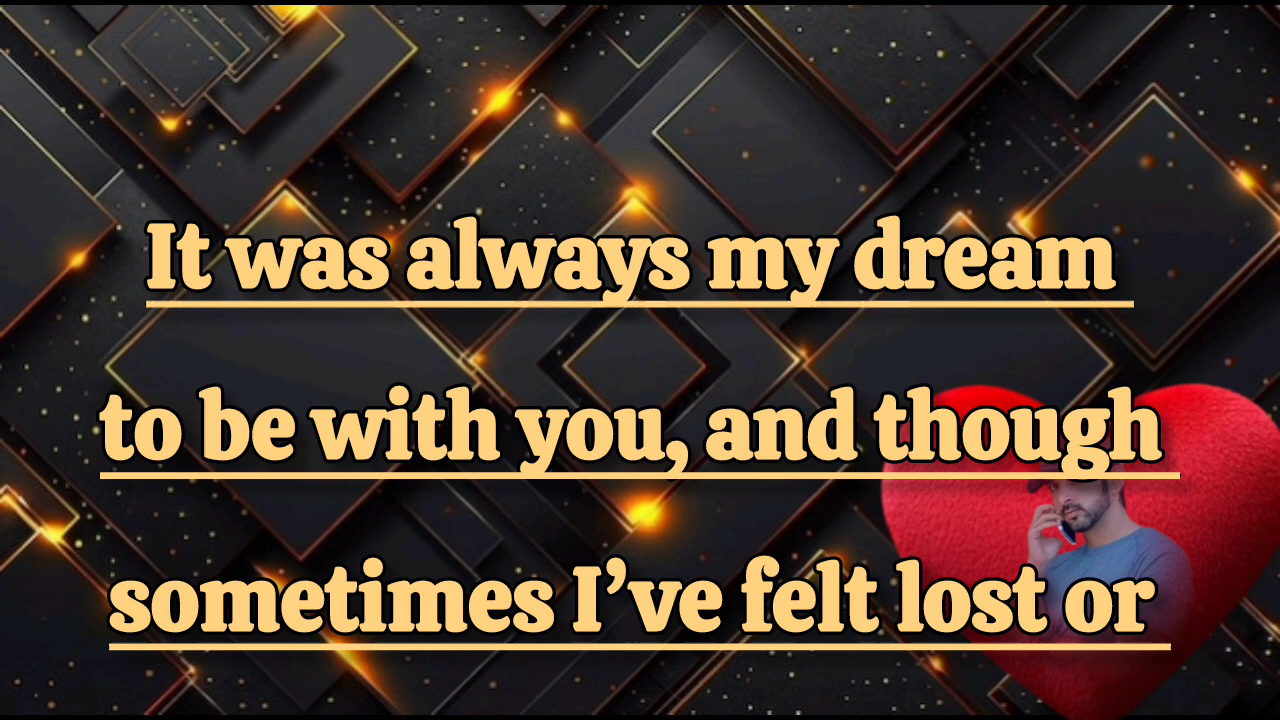 It was always my dream
to be with you, and though
sometimes I’ve felt lost or